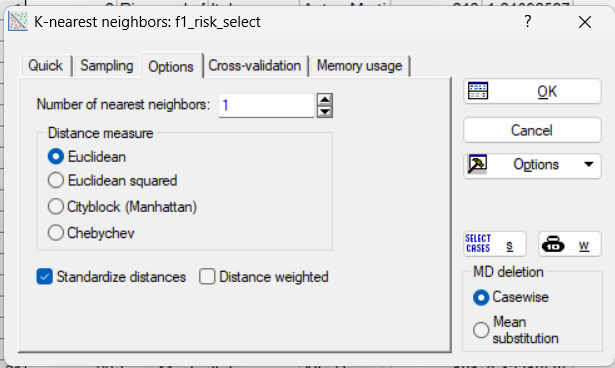 K-nearest neighbors: f1_risk_select
?
Quick
Sampling
Options
Cross-validation
Memory usage
Number of nearest neighbors: 1
Distance measure
Euclidean
Euclidean squared
Cityblock (Manhattan)
Chebychev
Standardize distances
Distance weighted
OK
Cancel
Options
SELECT
CASES
s
w
MD deletion
Casewise
Mean
substitution